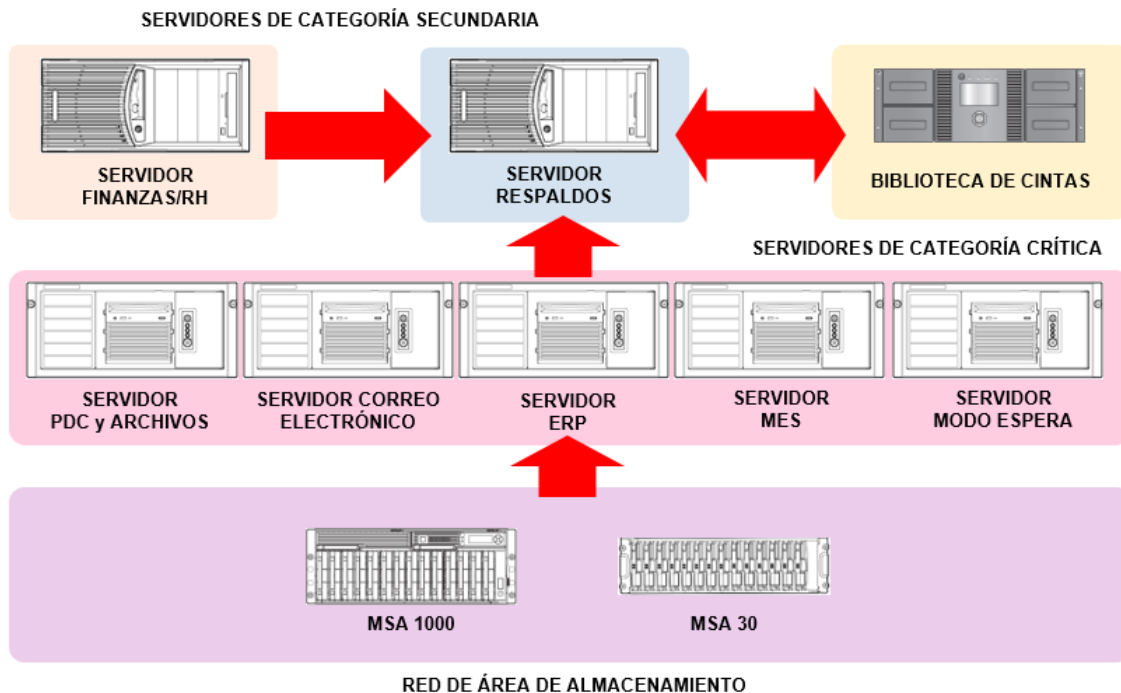 SERVIDORES DE CATEGORÍA SECUNDARIA
SERVIDOR
FINANZAS/RH
SERVIDOR
RESPALDOS
BIBLIOTECA DE CINTAS
SERVIDORES DE CATEGORÍA CRÍTICA
SERVIDOR
PDC y ARCHIVOS
SERVIDOR CORREO
ELECTRÓNICO
SERVIDOR
ERP
SERVIDOR
MES
SERVIDOR
MODO ESPERA
MSA 1000
MSA 30
RED DE ÁREA DE ALMACENAMIENTO